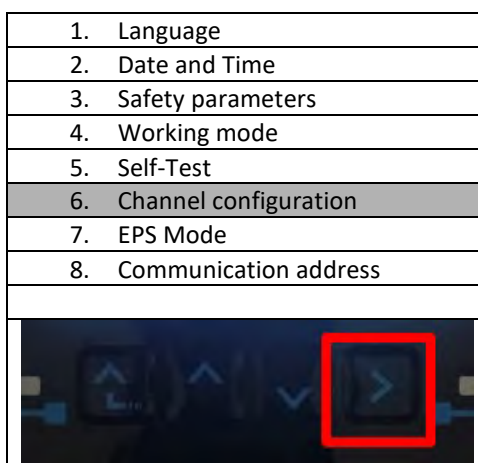 1. Language
2. Date and Time
3. Safety parameters
4. Working mode
5. Self-Test
6. Channel configuration
7. EPS Mode
8. Communication address